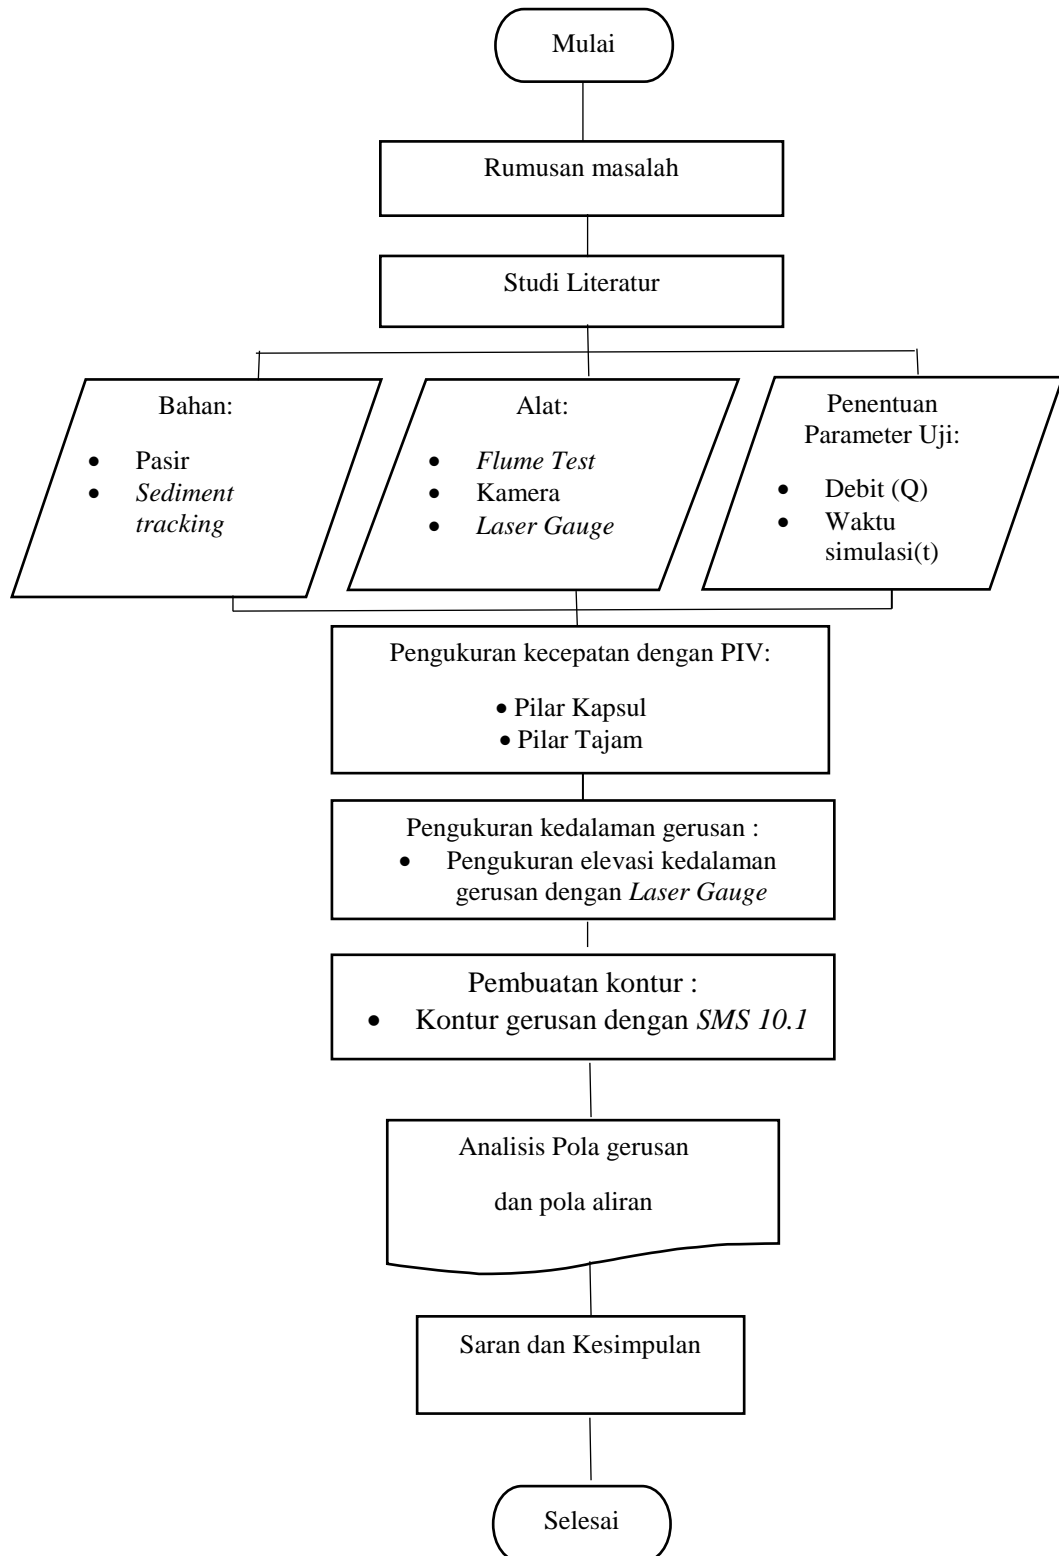 Mulai
Rumusan masalah
Studi Literatur
Bahan:
• Pasir
• Sediment
tracking
Alat:
• Flume Test
• Kamera
• Laser Gauge
Penentuan
Parameter Uji:
• Debit (Q)
• Waktu
simulasi(t)
Pengukuran kecepatan dengan PIV:
• Pilar Kapsul
• Pilar Tajam
Pengukuran kedalaman gerusan :
• Pengukuran elevasi kedalaman
gerusan dengan Laser Gauge
Pembuatan kontur :
• Kontur gerusan dengan SMS 10.1
Analisis Pola gerusan
dan pola aliran
Saran dan Kesimpulan
Selesai